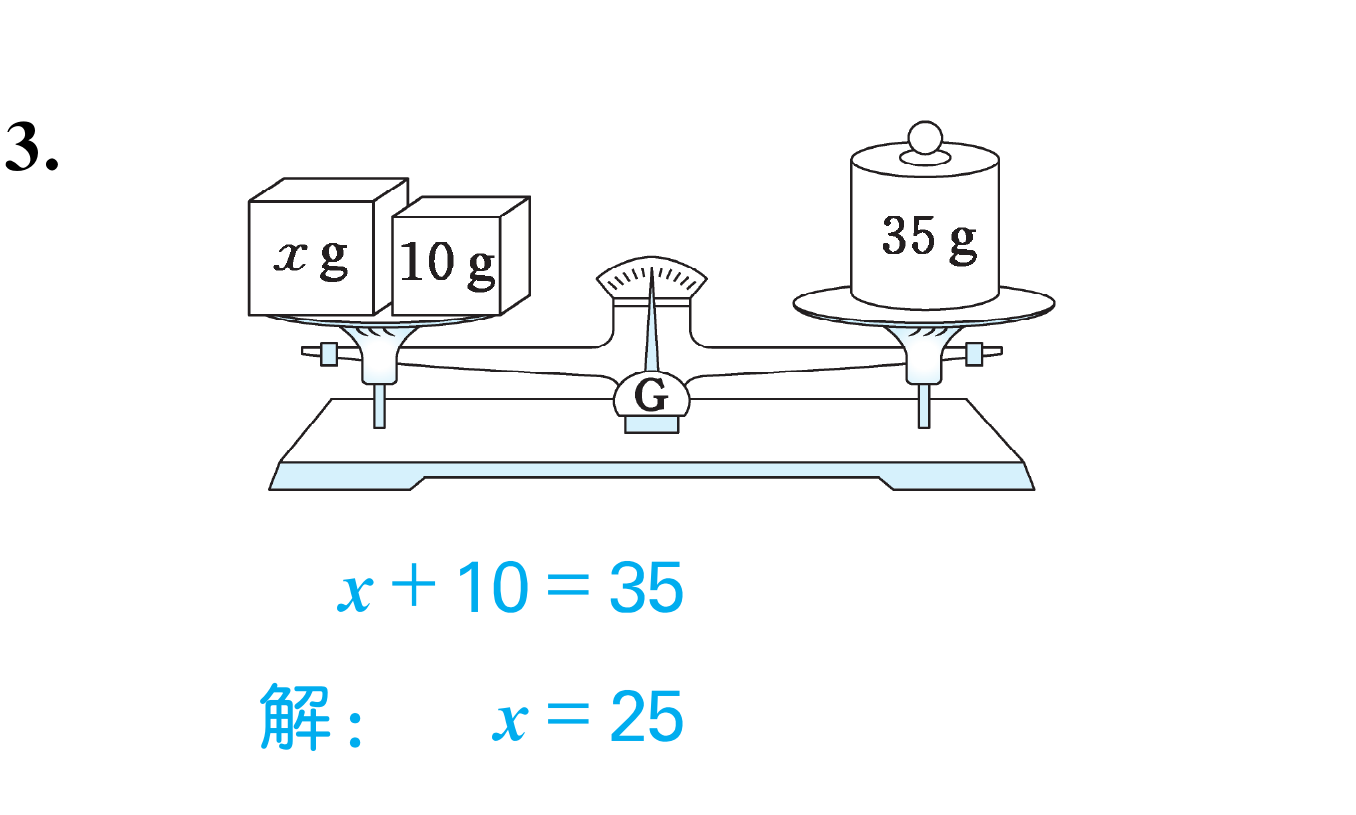 3.
x g 10 g 35 g
G
x + 10 = 35
解： x = 25